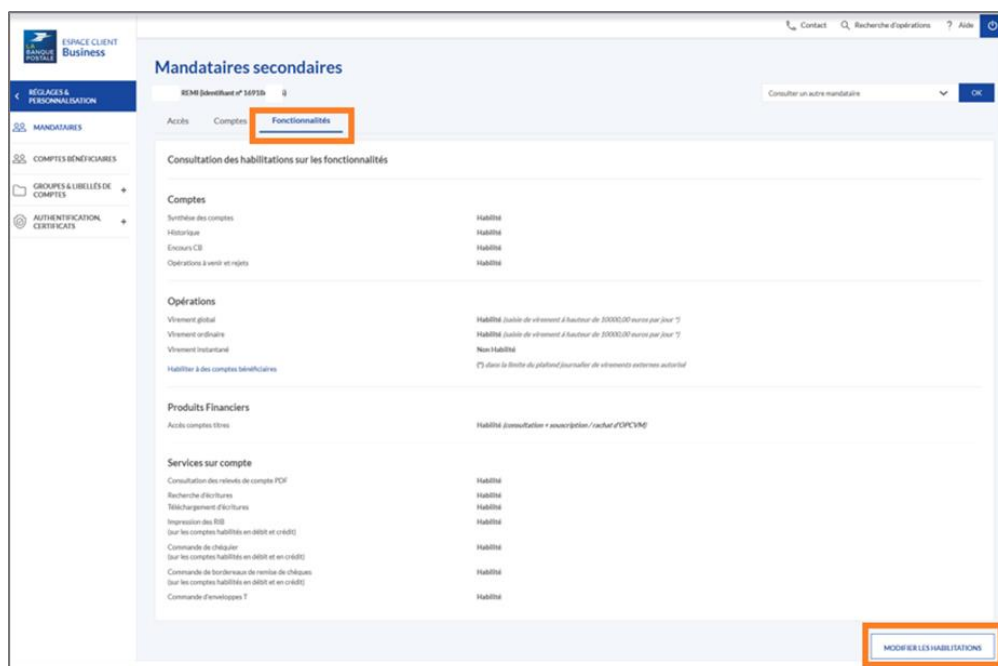 Contact Recherche d'opérations ? Aide
LA
BANQUE
POSTALE
ESPACE CLIENT
Business
Mandataires secondaires
RÉGLAGES &
PERSONNALISATION
REMI (identifiant n° 16918
Consulter un autre mandataire OK
MANDATAIRES
COMPTES BÉNÉFICIAIRES
GROUPES & LIBELLÉS DE
COMPTES +
AUTHENTIFICATION,
CERTIFICATS +
Accès Comptes Fonctionnalités
Consultation des habilitations sur les fonctionnalités
Comptes
Synthèse des comptes Habilité
Historique Habilité
Encours CB Habilité
Opérations à venir et rejets Habilité
Opérations
Virement global Habilité (saisie de virement à hauteur de 10000,00 euros par jour *)
Virement ordinaire Habilité (saisie de virement à hauteur de 10000,00 euros par jour *)
Virement instantané Non Habilité
Habiliter à des comptes bénéficiaires (*) dans la limite du plafond journalier de virements externes autorisé
Produits Financiers
Accès comptes titres Habilité (consultation + souscription / rachat d'OPCVM)
Services sur compte
Consultation des relevés de compte PDF Habilité
Recherche d'écritures Habilité
Téléchargement d'écritures Habilité
Impression des RIB Habilité
(sur les comptes habilités en débit et crédit)
Commande de chéquier Habilité
(sur les comptes habilités en débit et en crédit)
Commande de bordereaux de remise de chèques Habilité
(sur les comptes habilités en débit et en crédit)
Commande d'enveloppes T Habilité
MODIFIER LES HABILITATIONS